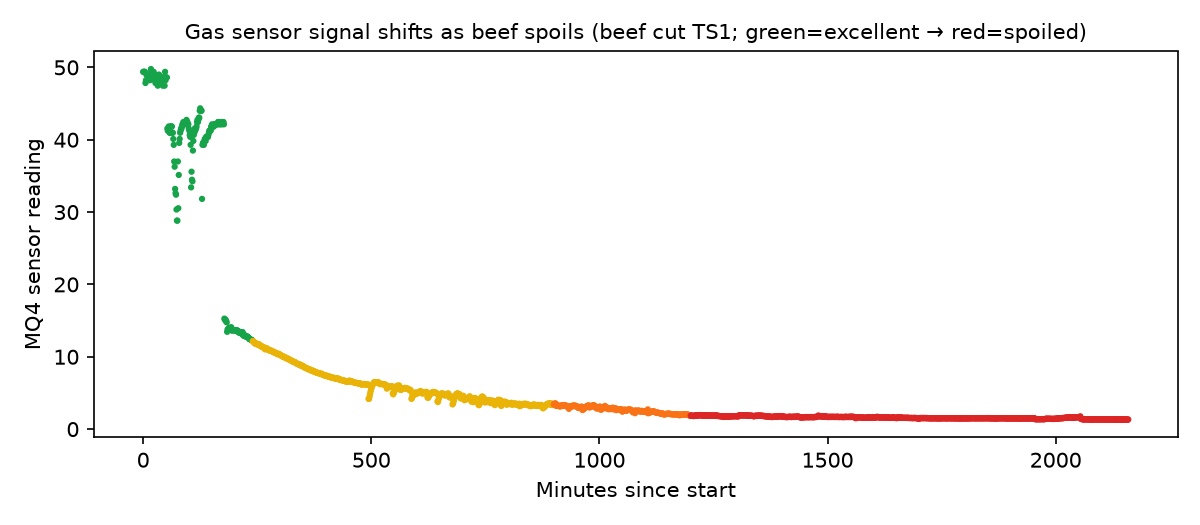 Gas sensor signal shifts as beef spoils (beef cut TS1; green=excellent → red=spoiled)
MQ4 sensor reading
50
40
30
20
10
0
0 500 1000 1500 2000
Minutes since start